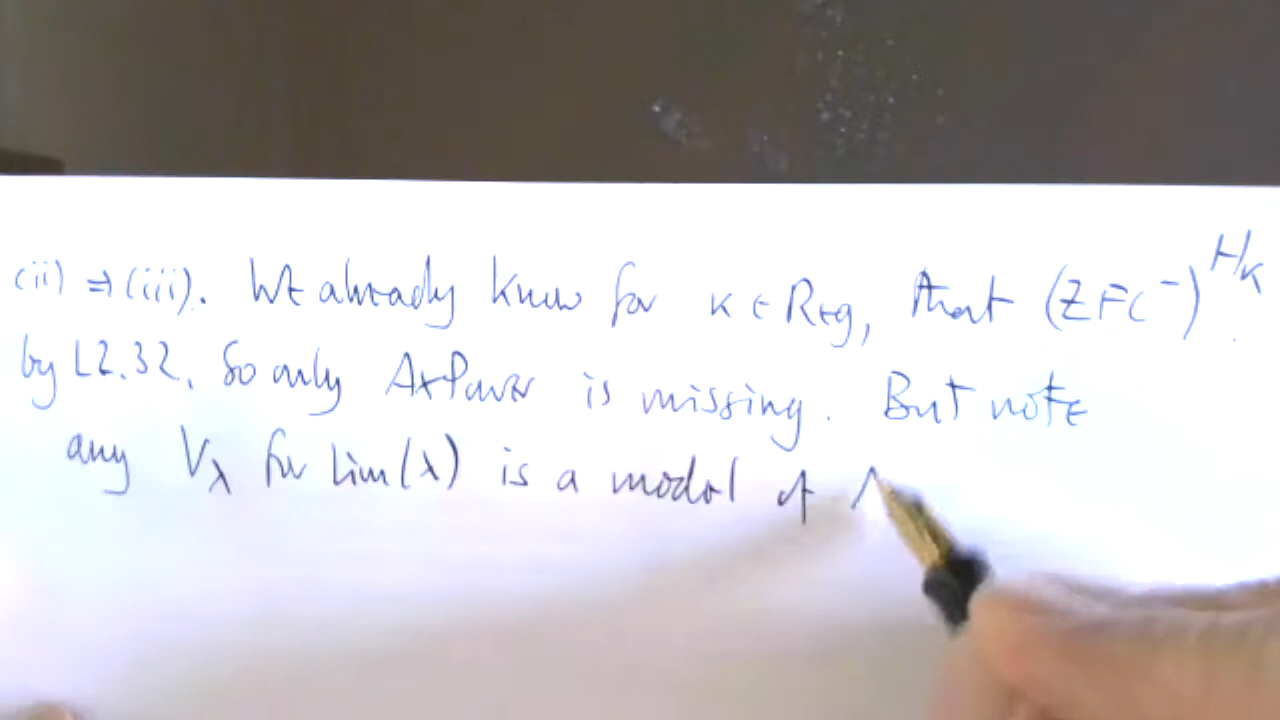 (ii) ⇒ (iii). We already know for κ ∈ Reg, that (ZFC⁻)^{H_κ}
by L2.32. So only AxPower is missing. But note
any V_λ for Lim(λ) is a model of